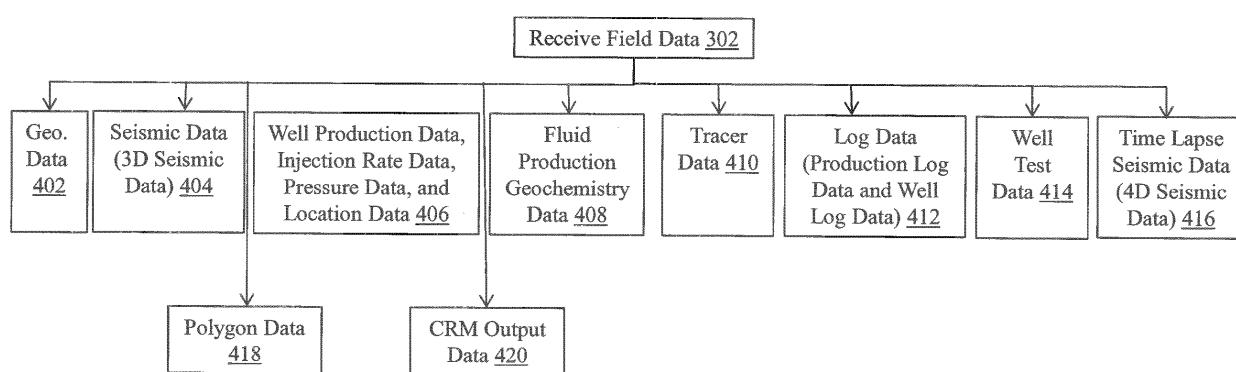 Receive Field Data 302
Geo.
Data
402
Seismic Data
(3D Seismic
Data) 404
Well Production Data,
Injection Rate Data,
Pressure Data, and
Location Data 406
Fluid
Production
Geochemistry
Data 408
Tracer
Data 410
Log Data
(Production Log
Data and Well
Log Data) 412
Well
Test
Data 414
Time Lapse
Seismic Data
(4D Seismic
Data) 416
Polygon Data
418
CRM Output
Data 420